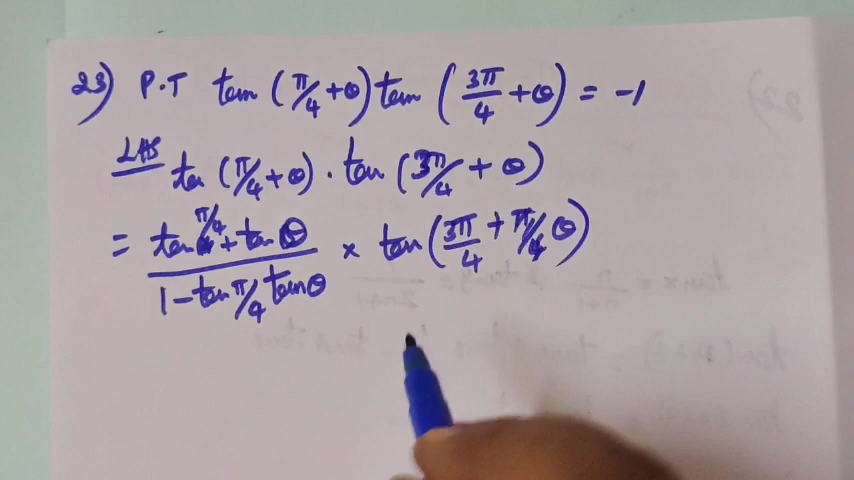 23) P.T tan (π/4 + θ) tan (3π/4 + θ) = -1
LHS tan (π/4 + θ) . tan (3π/4 + θ)
= tan π/4 + tan θ / 1 - tan π/4 tan θ × tan (3π/4 + π/4 θ)